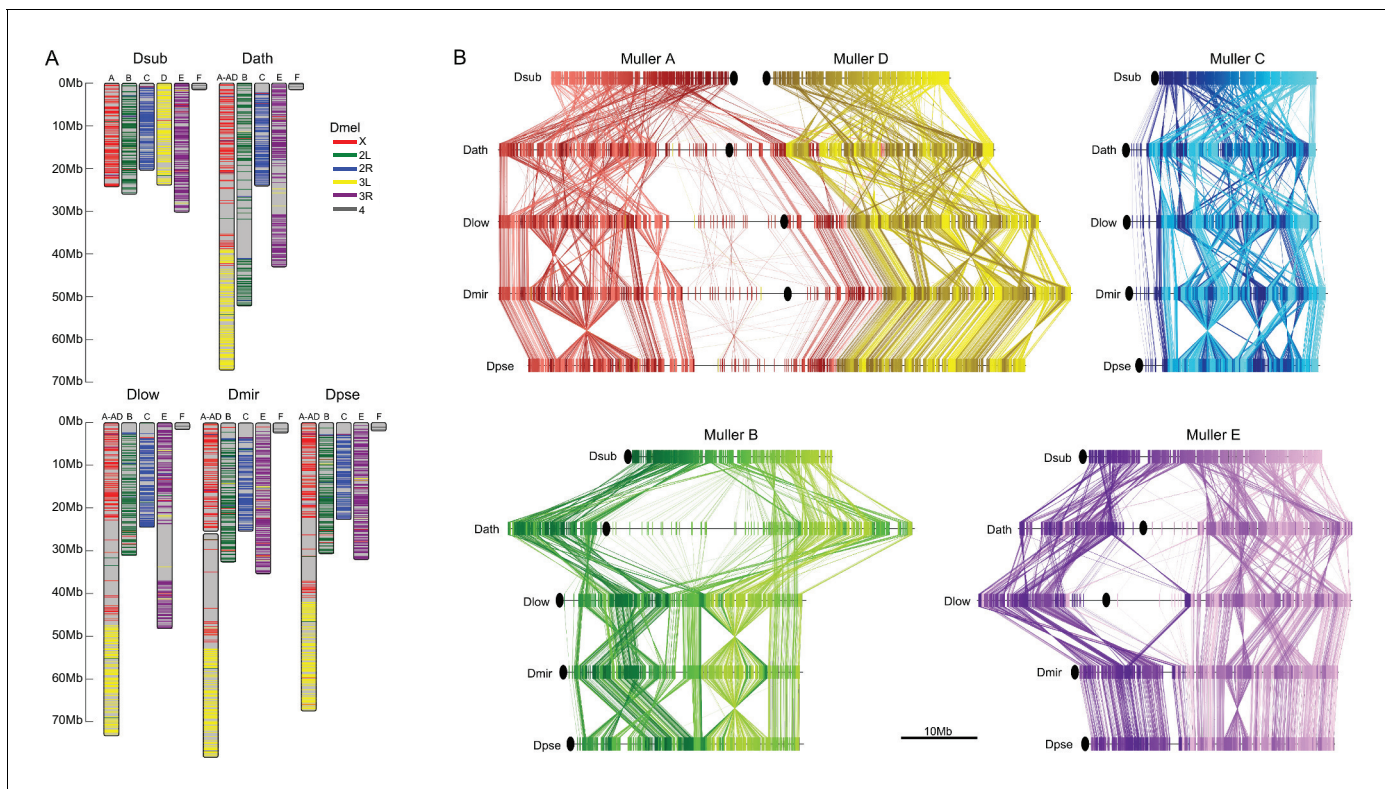 A
Dsub Dath
A B C D E F A-AD B C E F
0Mb
10Mb
20Mb
30Mb
40Mb
50Mb
60Mb
70Mb
Dmel
X
2L
2R
3L
3R
4
Dlow Dmir Dpse
A-AD B C E F A-AD B C E F A-AD B C E F
0Mb
10Mb
20Mb
30Mb
40Mb
50Mb
60Mb
70Mb
B
Muller A Muller D
Dsub
Dath
Dlow
Dmir
Dpse
Muller C
Dsub
Dath
Dlow
Dmir
Dpse
Muller B
Dsub
Dath
Dlow
Dmir
Dpse
10Mb
Muller E
Dsub
Dath
Dlow
Dmir
Dpse